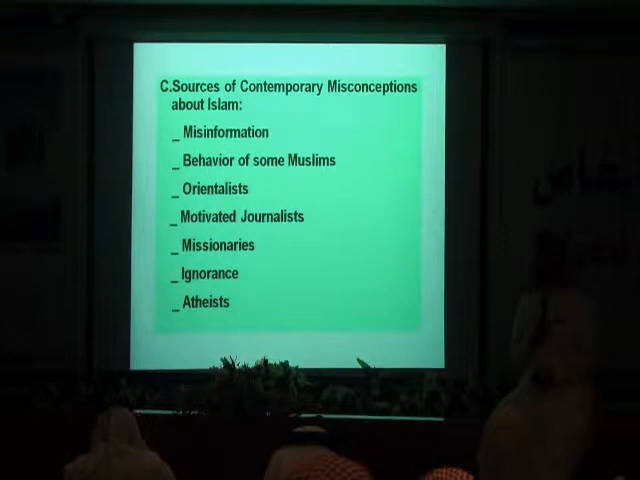 C.Sources of Contemporary Misconceptions
about Islam:
_ Misinformation
_ Behavior of some Muslims
_ Orientalists
_ Motivated Journalists
_ Missionaries
_ Ignorance
_ Atheists